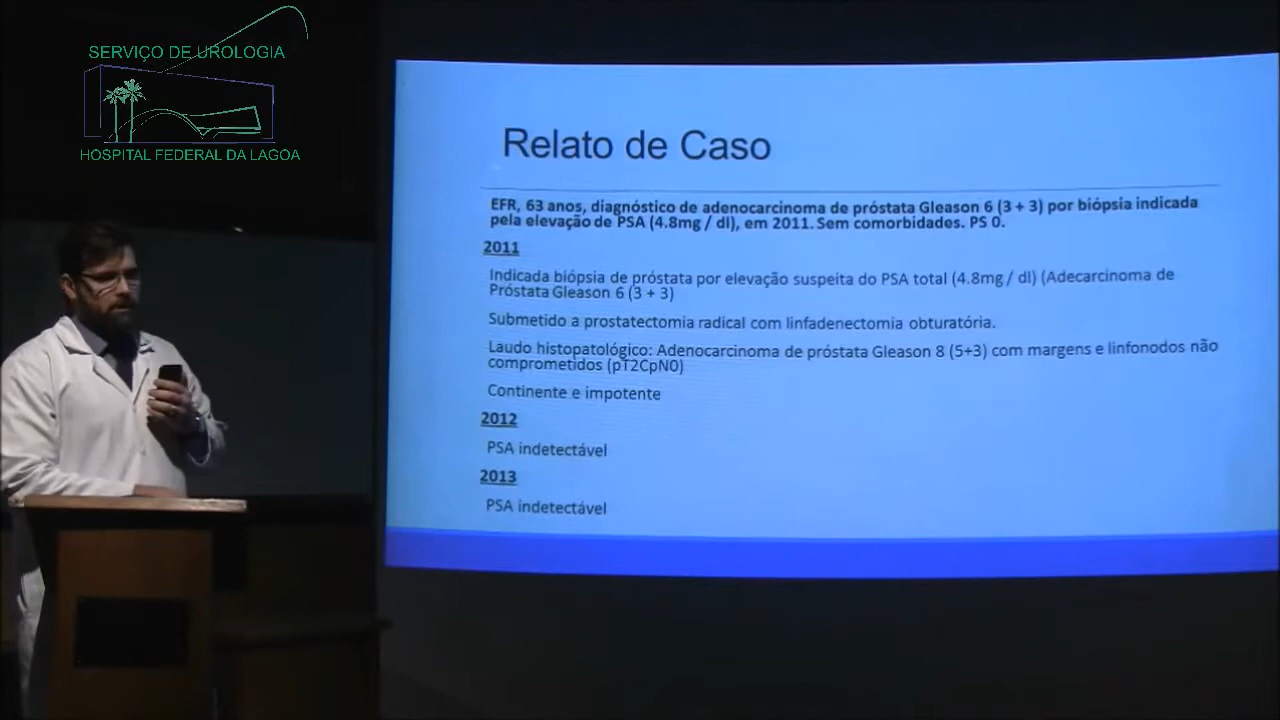 SERVIÇO DE UROLOGIA
HOSPITAL FEDERAL DA LAGOA
Relato de Caso
EFR, 63 anos, diagnóstico de adenocarcinoma de próstata Gleason 6 (3 + 3) por biópsia indicada
pela elevação de PSA (4.8mg / dl), em 2011. Sem comorbidades. PS 0.
2011
Indicada biópsia de próstata por elevação suspeita do PSA total (4.8mg / dl) (Adecarcinoma de
Próstata Gleason 6 (3 + 3)
Submetido a prostatectomia radical com linfadenectomia obturatória.
Laudo histopatológico: Adenocarcinoma de próstata Gleason 8 (5+3) com margens e linfonodos não
comprometidos (pT2CpN0)
Continente e impotente
2012
PSA indetectável
2013
PSA indetectável